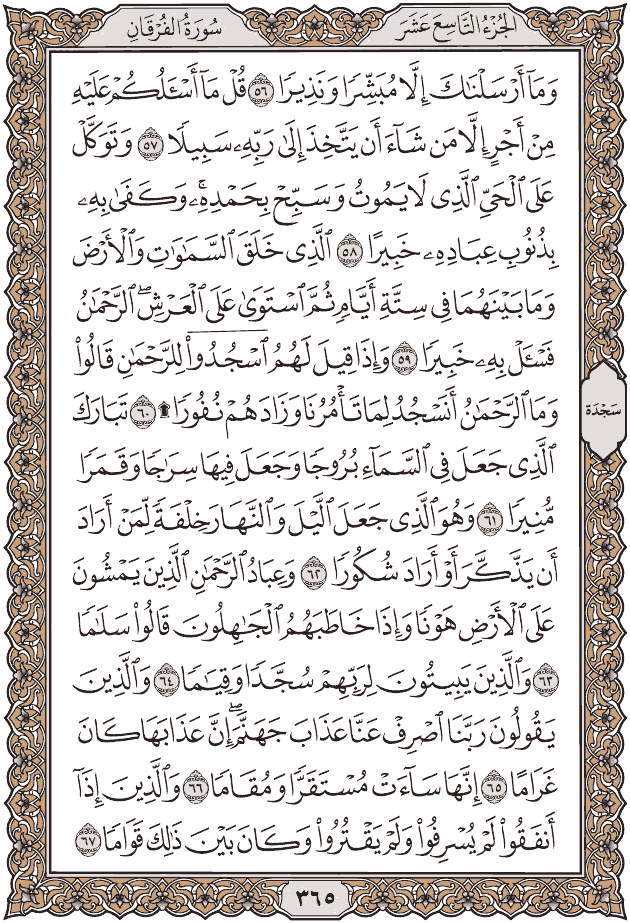 سُورَةُ الفُرْقَانِ
الجُزْءُ التَّاسِعَ عَشَرَ
وَمَآ أَرْسَلْنَٰكَ إِلَّا مُبَشِّرًا وَنَذِيرًا ٥٦ قُلْ مَآ أَسْـَٔلُكُمْ عَلَيْهِ
مِنْ أَجْرٍ إِلَّا مَن شَآءَ أَن يَتَّخِذَ إِلَىٰ رَبِّهِۦ سَبِيلًا ٥٧ وَتَوَكَّلْ
عَلَى ٱلْحَىِّ ٱلَّذِى لَا يَمُوتُ وَسَبِّحْ بِحَمْدِهِۦۚ وَكَفَىٰ بِهِۦ
بِذُنُوبِ عِبَادِهِۦ خَبِيرًا ٥٨ ٱلَّذِى خَلَقَ ٱلسَّمَٰوَٰتِ وَٱلْأَرْضَ
وَمَا بَيْنَهُمَا فِى سِتَّةِ أَيَّامٍ ثُمَّ ٱسْتَوَىٰ عَلَى ٱلْعَرْشِۖ ٱلرَّحْمَٰنُ
فَسْـَٔلْ بِهِۦ خَبِيرًا ٥٩ وَإِذَا قِيلَ لَهُمُ ٱسْجُدُوا۟ لِلرَّحْمَٰنِ قَالُوا۟
وَمَا ٱلرَّحْمَٰنُ أَنَسْجُدُ لِمَا تَأْمُرُنَا وَزَادَهُمْ نُفُورًا ۩ ٦٠ تَبَارَكَ
سَجْدَة
ٱلَّذِى جَعَلَ فِى ٱلسَّمَآءِ بُرُوجًا وَجَعَلَ فِيهَا سِرَٰجًا وَقَمَرًا
مُّنِيرًا ٦١ وَهُوَ ٱلَّذِى جَعَلَ ٱلَّيْلَ وَٱلنَّهَارَ خِلْفَةً لِّمَنْ أَرَادَ
أَن يَذَّكَّرَ أَوْ أَرَادَ شُكُورًا ٦٢ وَعِبَادُ ٱلرَّحْمَٰنِ ٱلَّذِينَ يَمْشُونَ
عَلَى ٱلْأَرْضِ هَوْنًا وَإِذَا خَاطَبَهُمُ ٱلْجَٰهِلُونَ قَالُوا۟ سَلَٰمًا
٦٣ وَٱلَّذِينَ يَبِيتُونَ لِرَبِّهِمْ سُجَّدًا وَقِيَٰمًا ٦٤ وَٱلَّذِينَ
يَقُولُونَ رَبَّنَا ٱصْرِفْ عَنَّا عَذَابَ جَهَنَّمَۖ إِنَّ عَذَابَهَا كَانَ
غَرَامًا ٦٥ إِنَّهَا سَآءَتْ مُسْتَقَرًّا وَمُقَامًا ٦٦ وَٱلَّذِينَ إِذَآ
أَنفَقُوا۟ لَمْ يُسْرِفُوا۟ وَلَمْ يَقْتُرُوا۟ وَكَانَ بَيْنَ ذَٰلِكَ قَوَامًا ٦٧
٣٦٥